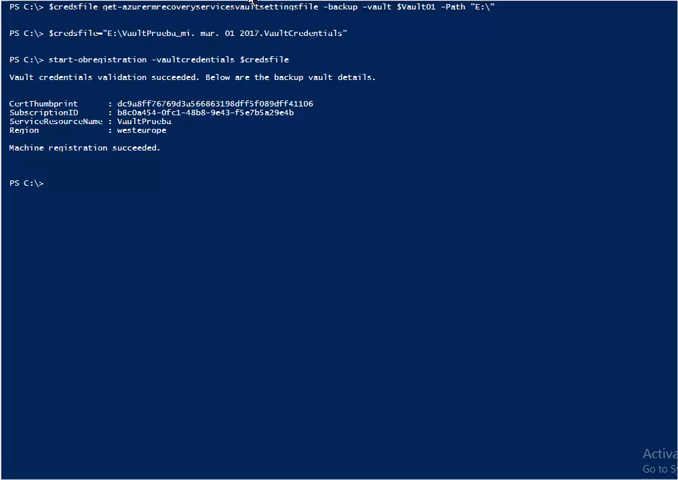 PS C:\> $credsfile get-azurermrecoveryservicesvaultsettingsfile -backup -vault $Vault01 -Path "E:\"
PS C:\> $credsfile="E:\VaultPrueba_mi. mar. 01 2017.VaultCredentials"
PS C:\> start-obregistration -vaultcredentials $credsfile
Vault credentials validation succeeded. Below are the backup vault details.
CertThumbprint : dc9a8ff76769d3a566863198dff5f089dff41106
SubscriptionID : b8c0a454-0fc1-48b8-9e43-f5e7b5a29e4b
ServiceResourceName : VaultPrueba
Region : westeurope
Machine registration succeeded.
PS C:\>
Activa
Go to S